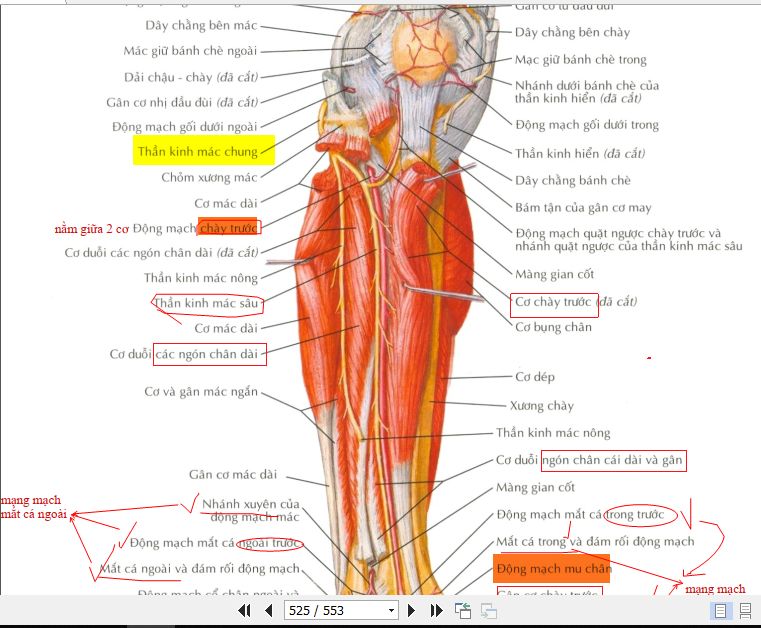 Gân cơ tứ đầu đùi
Dây chằng bên mác
Mác giữ bánh chè ngoài
Dải chậu - chày (đã cắt)
Gân cơ nhị đầu đùi (đã cắt)
Động mạch gối dưới ngoài
Thần kinh mác chung
Chỏm xương mác
Cơ mác dài
nằm giữa 2 cơ Động mạch chày trước
Cơ duỗi các ngón chân dài (đã cắt)
Thần kinh mác nông
Thần kinh mác sâu
Cơ mác dài
Cơ duỗi các ngón chân dài
Cơ và gân mác ngắn
Gân cơ mác dài
mạng mạch
mắt cá ngoài
Nhánh xuyên của
động mạch mác
Động mạch mắt cá ngoài trước
Mắt cá ngoài và đám rối động mạch
Động mạch cổ chân ngoài và
Dây chằng bên chày
Mạc giữ bánh chè trong
Nhánh dưới bánh chè của
thần kinh hiển (đã cắt)
Động mạch gối dưới trong
Thần kinh hiển (đã cắt)
Dây chằng bánh chè
Bám tận của gân cơ may
Động mạch quặt ngược chày trước và
nhánh quặt ngược của thần kinh mác sâu
Màng gian cốt
Cơ chày trước (đã cắt)
Cơ bụng chân
Cơ dép
Xương chày
Thần kinh mác nông
Cơ duỗi ngón chân cái dài và gân
Màng gian cốt
Động mạch mắt cá trong trước
Mắt cá trong và đám rối động mạch
Động mạch mu chân
mạng mạch
Gân cơ chày trước
525 / 553